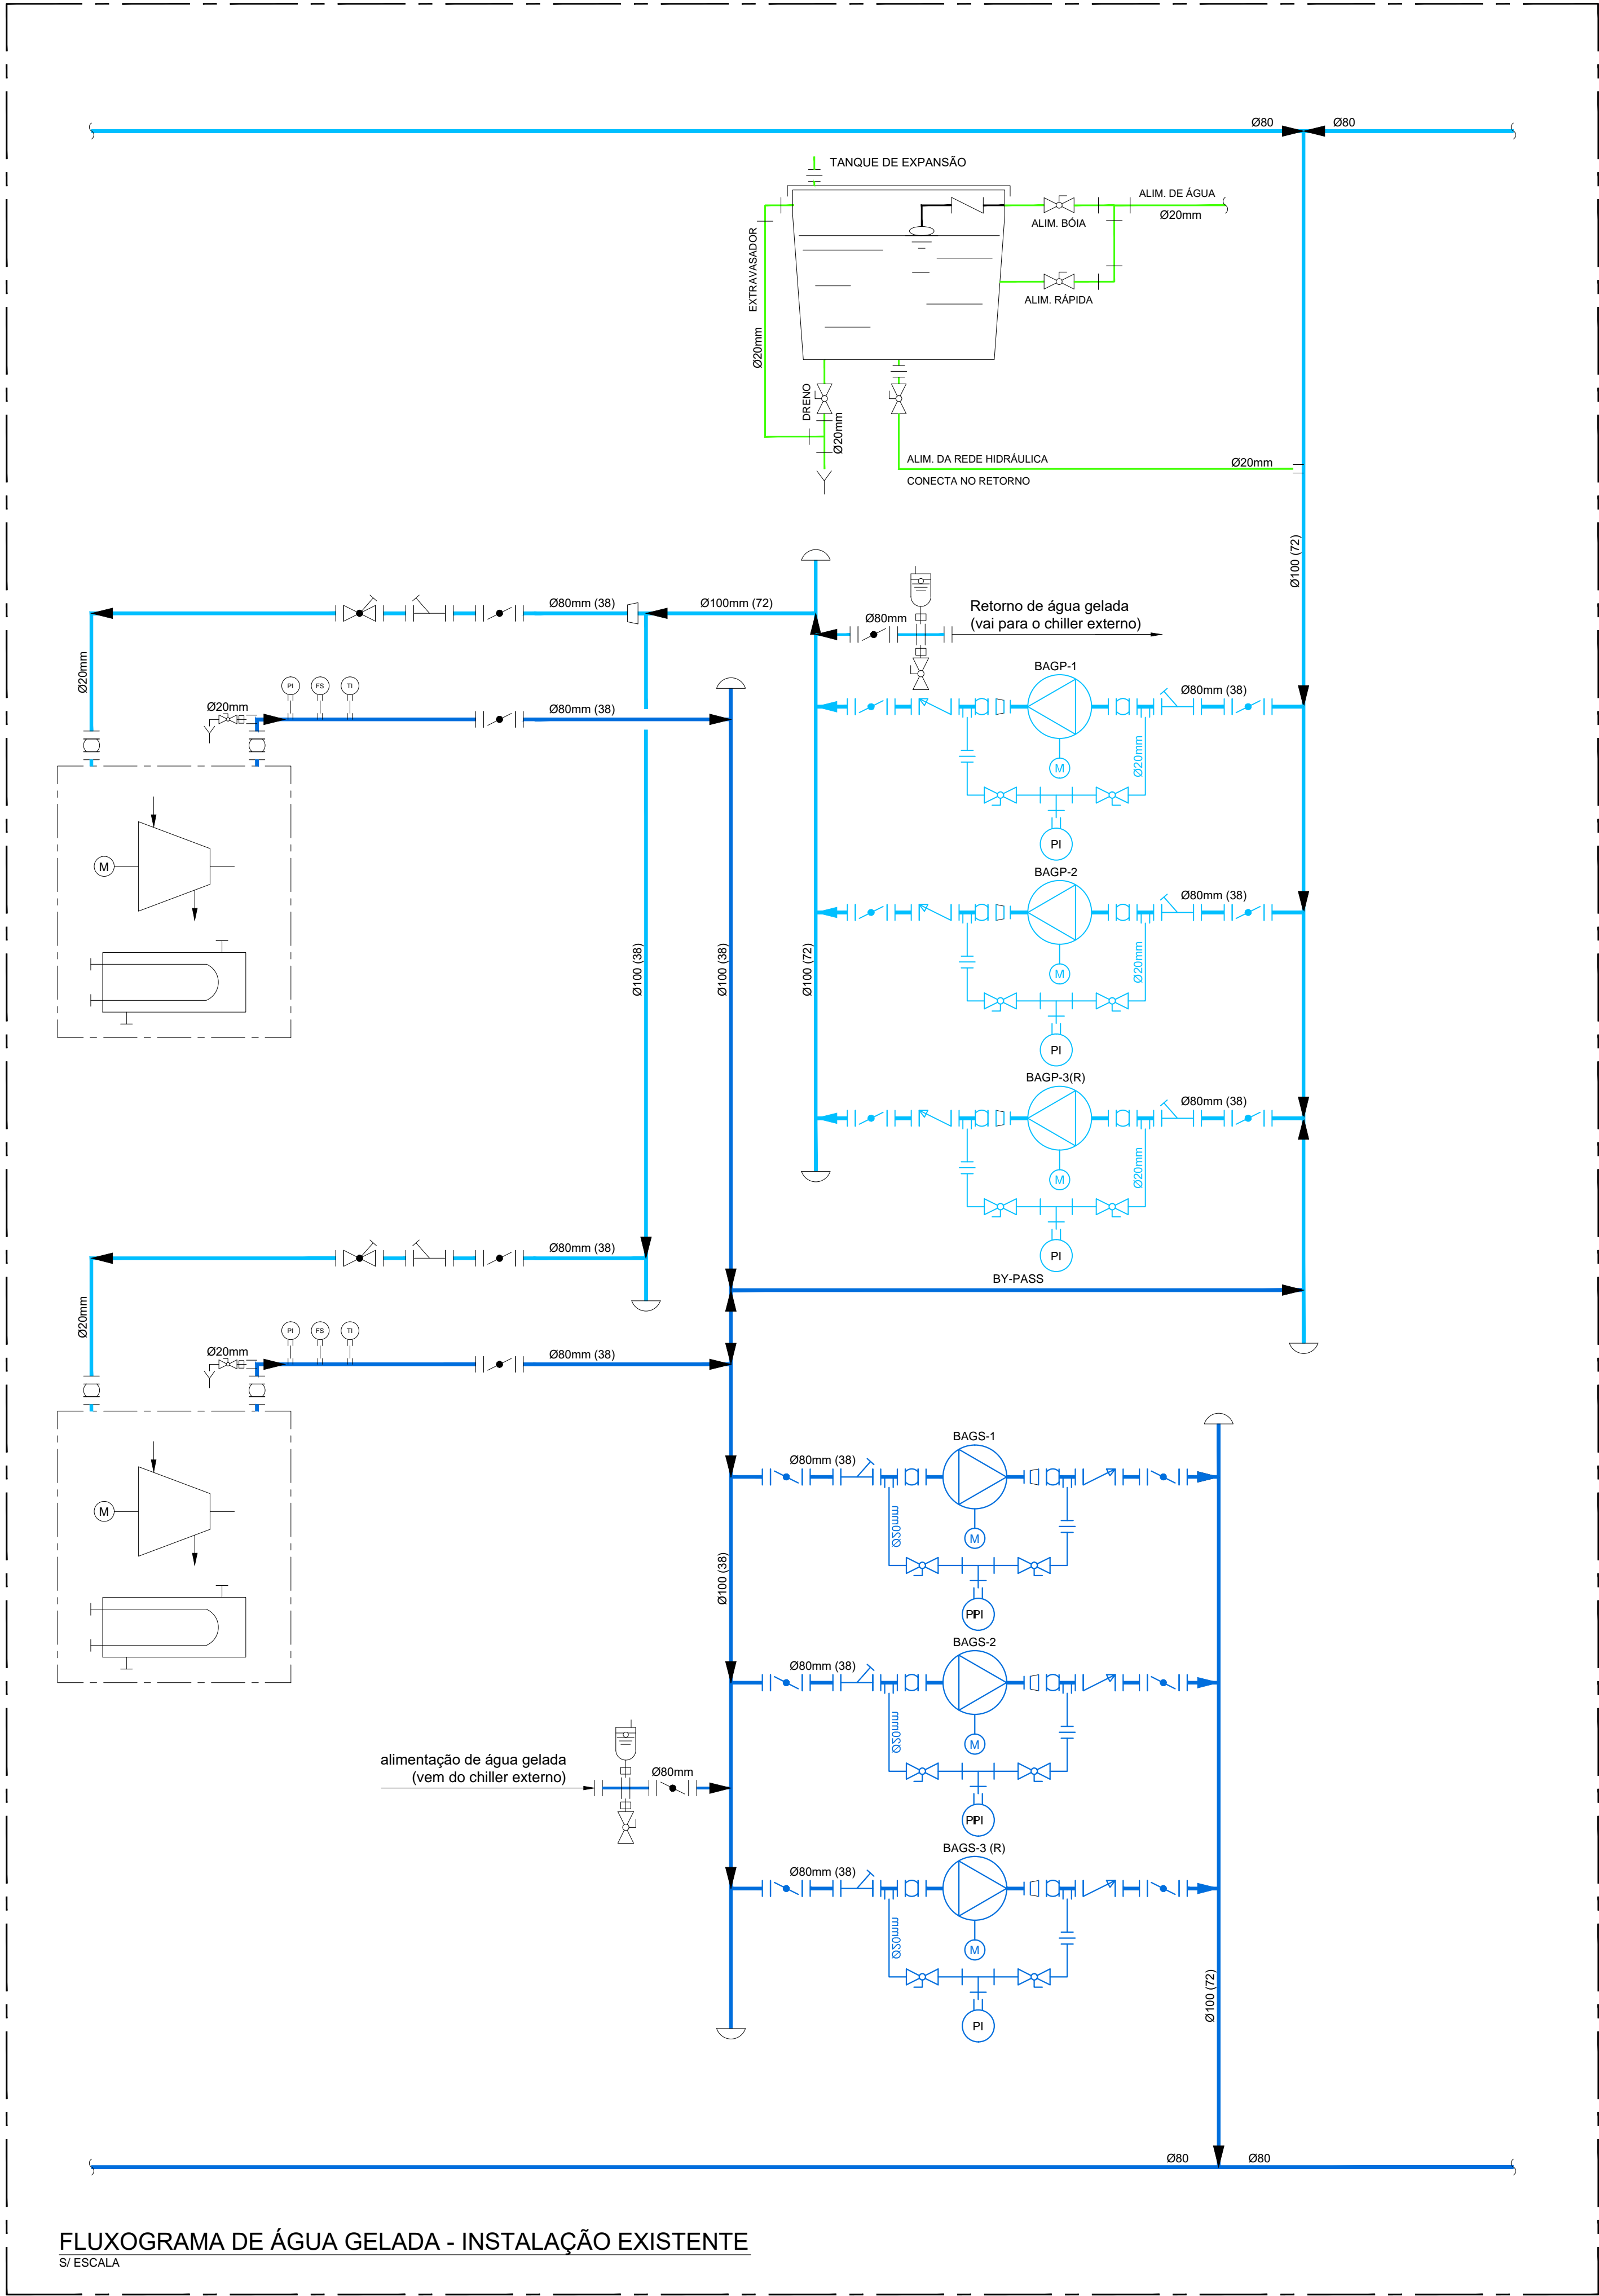 Ø80
Ø80
TANQUE DE EXPANSÃO
ALIM. DE ÁGUA
Ø20mm
ALIM. BÓIA
EXTRAVASADOR
ALIM. RÁPIDA
Ø20mm
DRENO
Ø20mm
ALIM. DA REDE HIDRÁULICA
Ø20mm
CONECTA NO RETORNO
Ø100 (72)
Ø80mm (38)
Ø100mm (72)
Ø80mm
Retorno de água gelada
(vai para o chiller externo)
Ø20mm
BAGP-1
PI
FS
TI
Ø20mm
Ø80mm (38)
Ø80mm (38)
Ø20mm
M
PI
M
BAGP-2
Ø80mm (38)
Ø20mm
M
Ø100 (38)
Ø100 (38)
Ø100 (72)
PI
BAGP-3(R)
Ø80mm (38)
Ø20mm
M
PI
Ø80mm (38)
BY-PASS
Ø20mm
PI
FS
TI
Ø20mm
Ø80mm (38)
BAGS-1
Ø80mm (38)
M
Ø20mm
M
Ø100 (38)
PIPI
BAGS-2
Ø80mm (38)
Ø20mm
M
alimentação de água gelada
(vem do chiller externo)
Ø80mm
PIPI
BAGS-3 (R)
Ø80mm (38)
Ø20mm
M
Ø100 (72)
PI
Ø80
Ø80
FLUXOGRAMA DE ÁGUA GELADA - INSTALAÇÃO EXISTENTE
S/ ESCALA